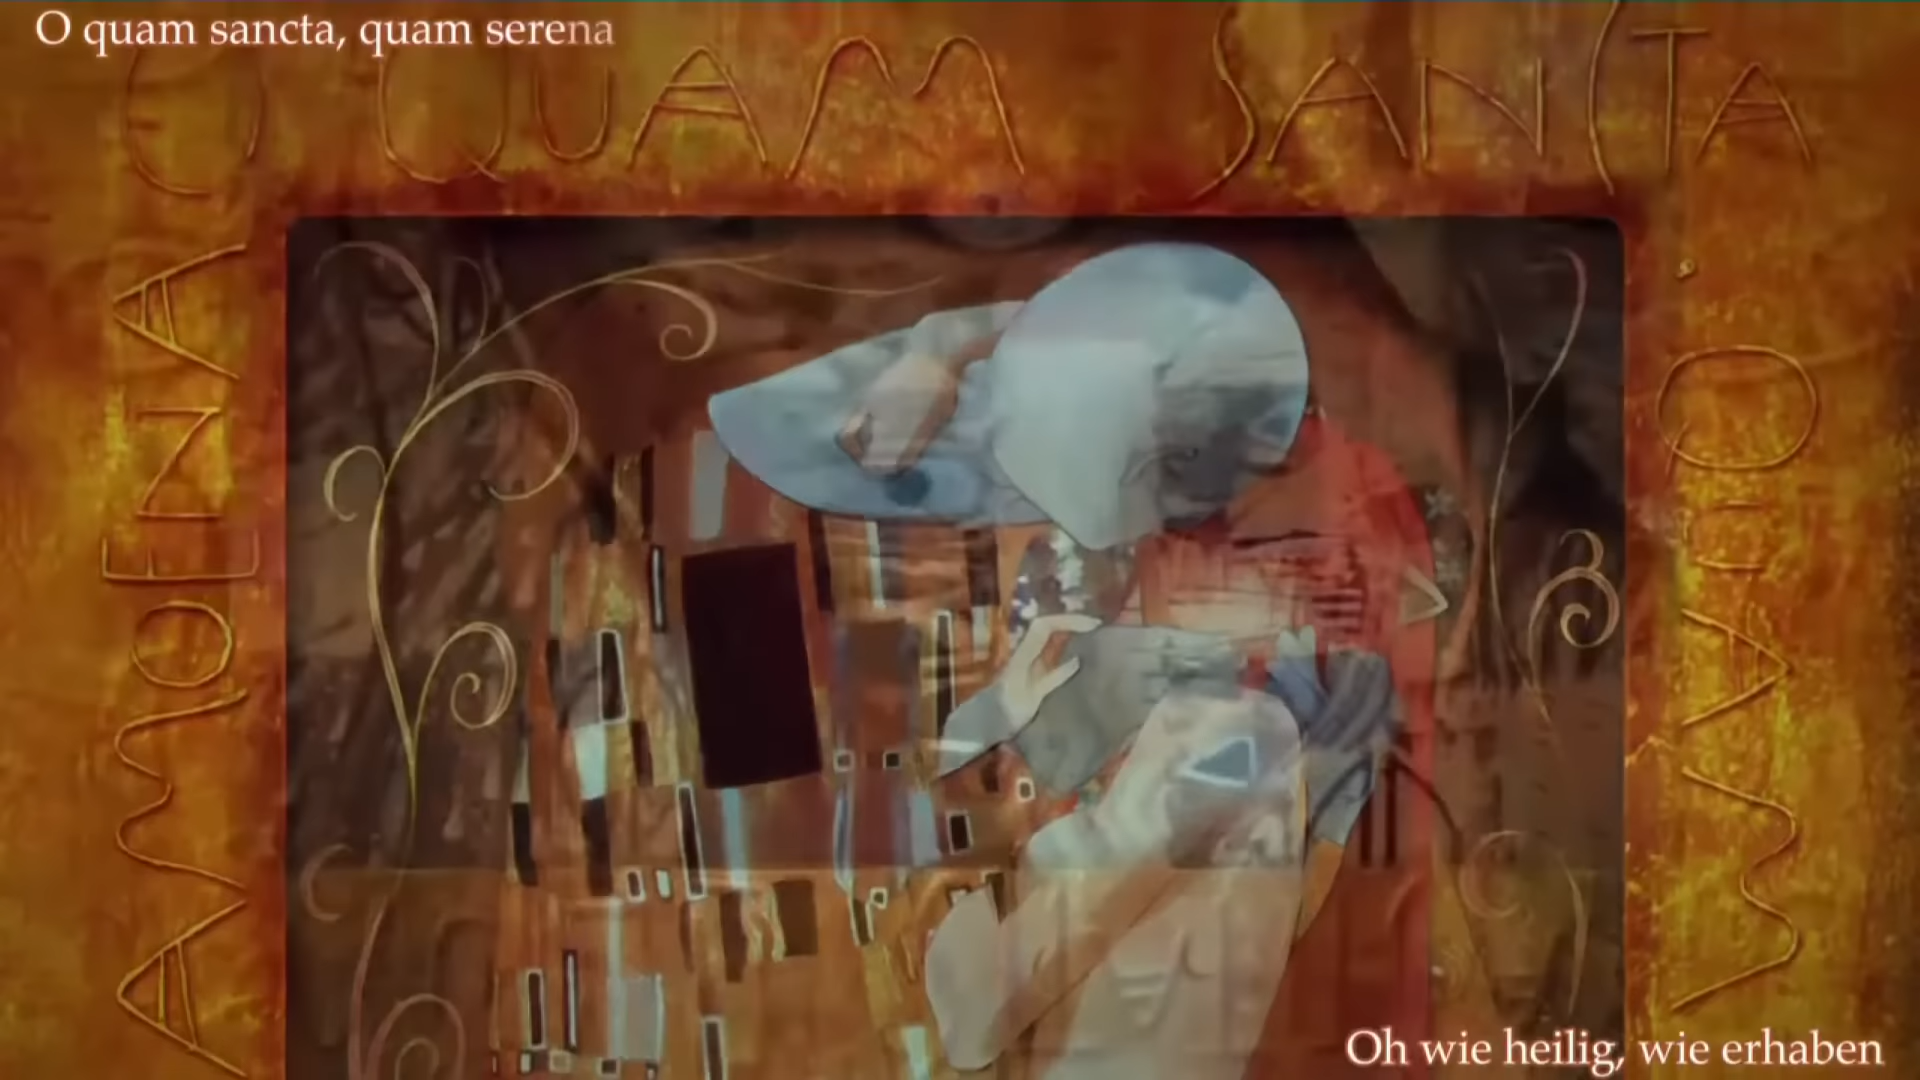 O quam sancta, quam serena
O QUAM SANCTA
. QUAM
AMOENA
Oh wie heilig, wie erhaben